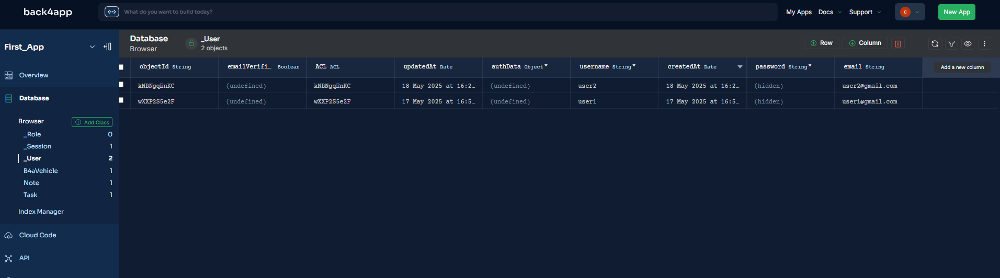 back4app
What do you want to build today?
My Apps Docs Support C New App
First_App
Overview
Database
Browser Add Class
_Role 0
_Session 1
_User 2
B4aVehicle 1
Note 1
Task 1
Index Manager
Cloud Code
API
Database
Browser
_User
2 objects
Row Column
objectId String emailVerifi... Boolean ACL ACL updatedAt Date authData Object* username String* createdAt Date password String* email String Add a new column
kNBNgqEnKC (undefined) kNBNgqEnKC 18 May 2025 at 16:2… (undefined) user2 18 May 2025 at 16:2… (hidden) user2@gmail.com
wXXP2S5e2F (undefined) wXXP2S5e2F 17 May 2025 at 16:5… (undefined) user1 17 May 2025 at 16:5… (hidden) user1@gmail.com